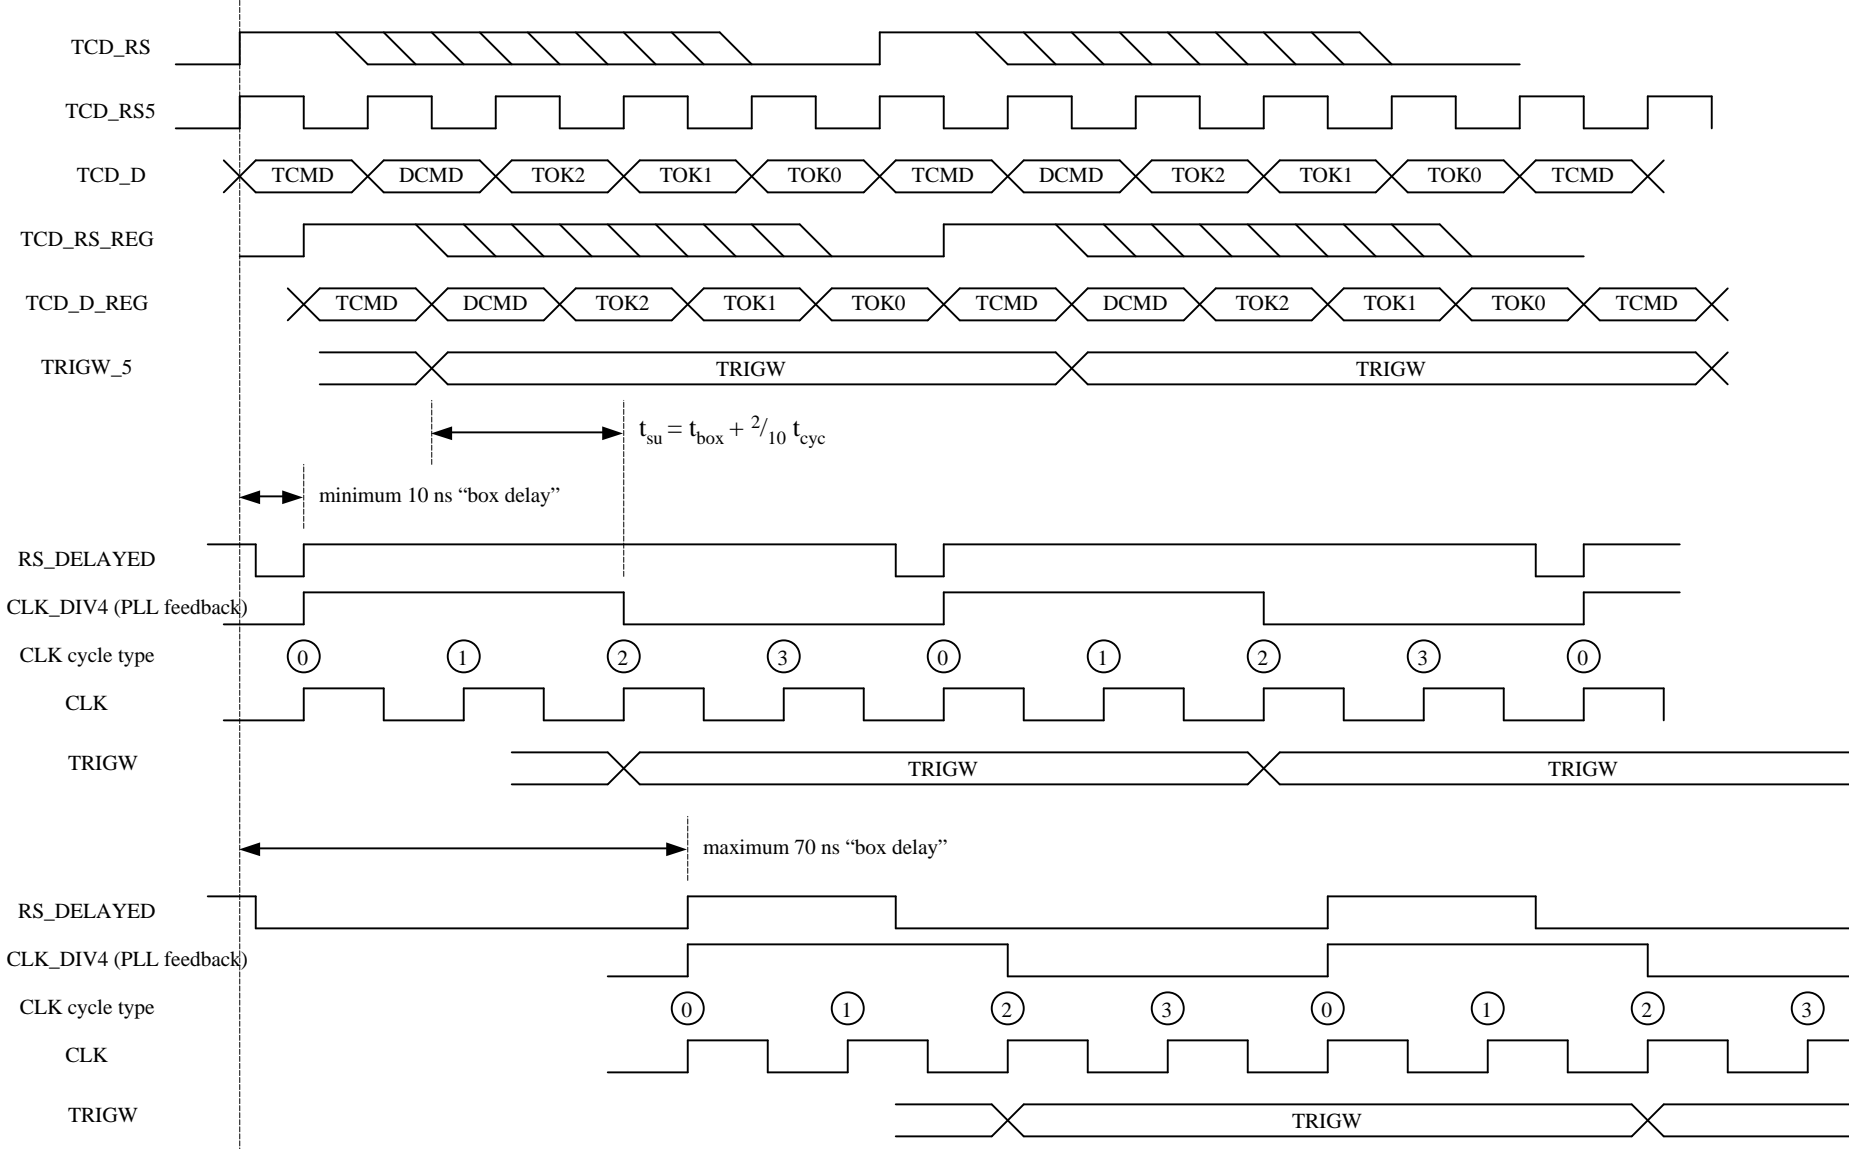 TCD_RS
TCD_RS5
TCD_D TCMD DCMD TOK2 TOK1 TOK0 TCMD DCMD TOK2 TOK1 TOK0 TCMD
TCD_RS_REG
TCD_D_REG TCMD DCMD TOK2 TOK1 TOK0 TCMD DCMD TOK2 TOK1 TOK0 TCMD
TRIGW_5 TRIGW TRIGW
t_su = t_box + 2/10 t_cyc
minimum 10 ns “box delay”
RS_DELAYED
CLK_DIV4 (PLL feedback)
CLK cycle type 0 1 2 3 0 1 2 3 0
CLK
TRIGW TRIGW TRIGW
maximum 70 ns “box delay”
RS_DELAYED
CLK_DIV4 (PLL feedback)
CLK cycle type 0 1 2 3 0 1 2 3
CLK
TRIGW TRIGW